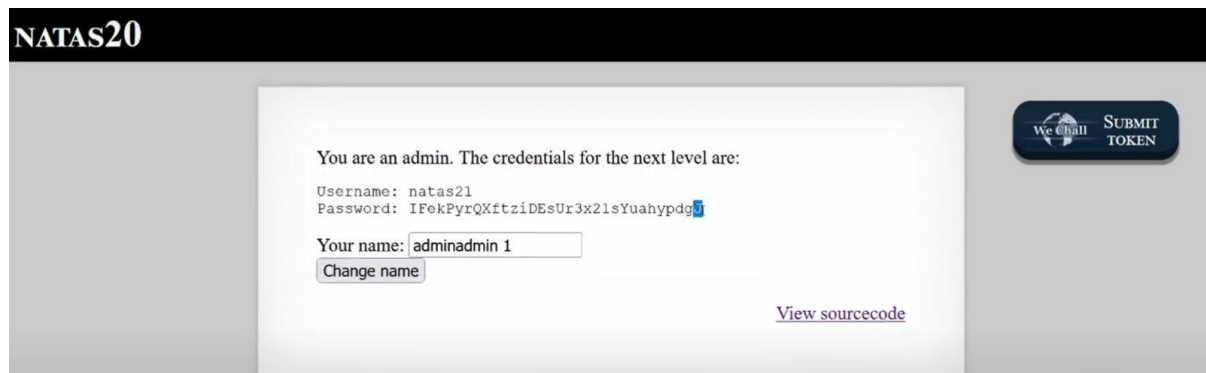 NATAS20
We Chall SUBMIT TOKEN
You are an admin. The credentials for the next level are:
Username: natas21
Password: IFekPyrQXftziDEsUr3x21sYuahypdgJ
Your name: adminadmin 1
Change name
View sourcecode